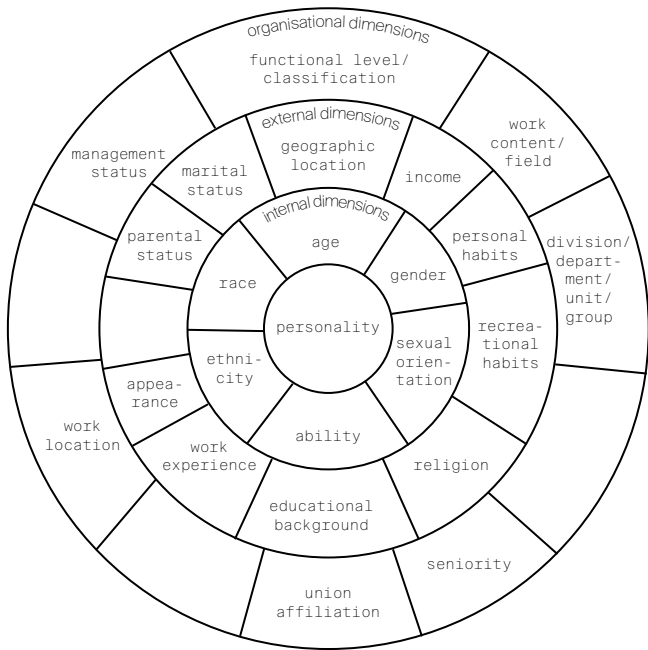 organisational dimensions
functional level/
classification
work
content/
field
division/
depart-
ment/
unit/
group
seniority
union
affiliation
work
location
management
status
external dimensions
geographic
location
income
personal
habits
recrea-
tional
habits
religion
educational
background
work
experience
appea-
rance
parental
status
marital
status
internal dimensions
age
gender
sexual
orien-
tation
ability
ethni-
city
race
personality